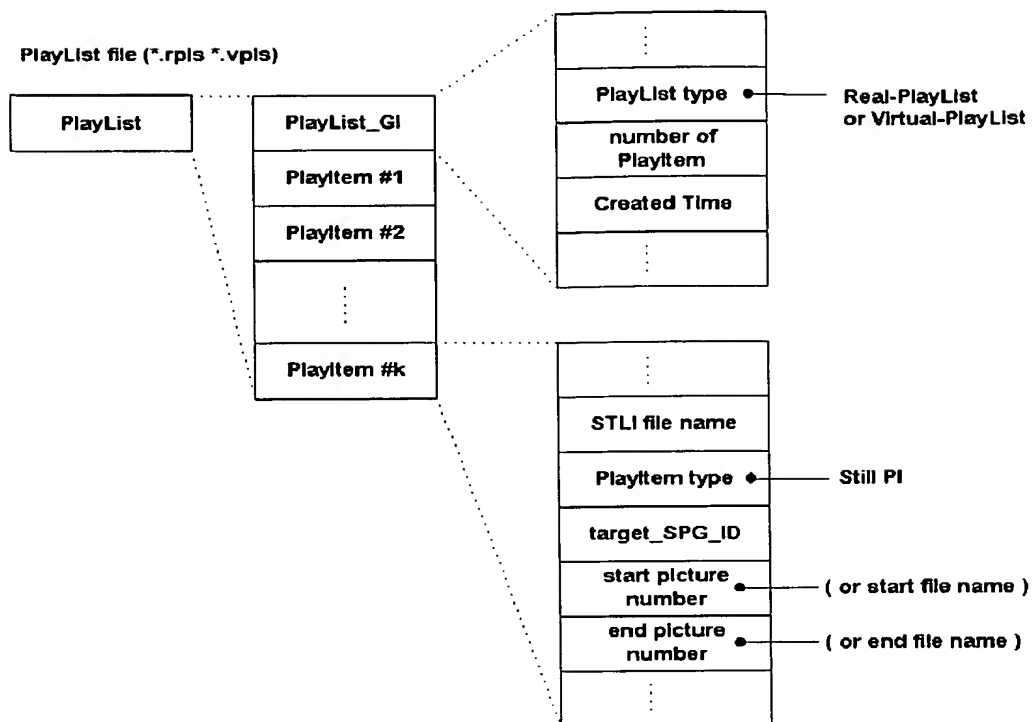 PlayList file (*.rpls *.vpls)
PlayList
PlayList_GI
PlayItem #1
PlayItem #2
PlayItem #k
PlayList type
Real-PlayList
or Virtual-PlayList
number of
PlayItem
Created Time
STLI file name
PlayItem type
Still PI
target_SPG_ID
start picture
number
( or start file name )
end picture
number
( or end file name )